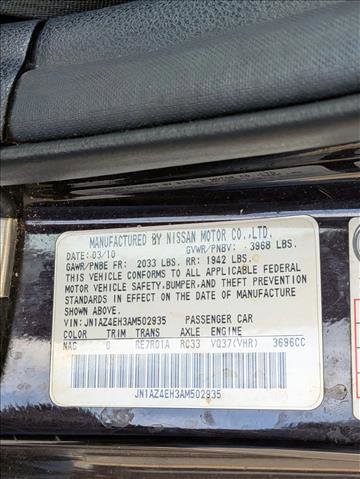 MANUFACTURED BY NISSAN MOTOR CO.,LTD.
DATE: 03/10 GVWR/PNBV: 3968 LBS.
GAWR/PNBE FR: 2033 LBS. RR: 1942 LBS.
THIS VEHICLE CONFORMS TO ALL APPLICABLE FEDERAL
MOTOR VEHICLE SAFETY,BUMPER,AND THEFT PREVENTION
STANDARDS IN EFFECT ON THE DATE OF MANUFACTURE
SHOWN ABOVE.
VIN: JN1AZ4EH3AM502935 PASSENGER CAR
COLOR TRIM TRANS AXLE ENGINE
NAG G RE7R01A RC33 VQ37(VHR) 3696CC
JN1AZ4EH3AM502935